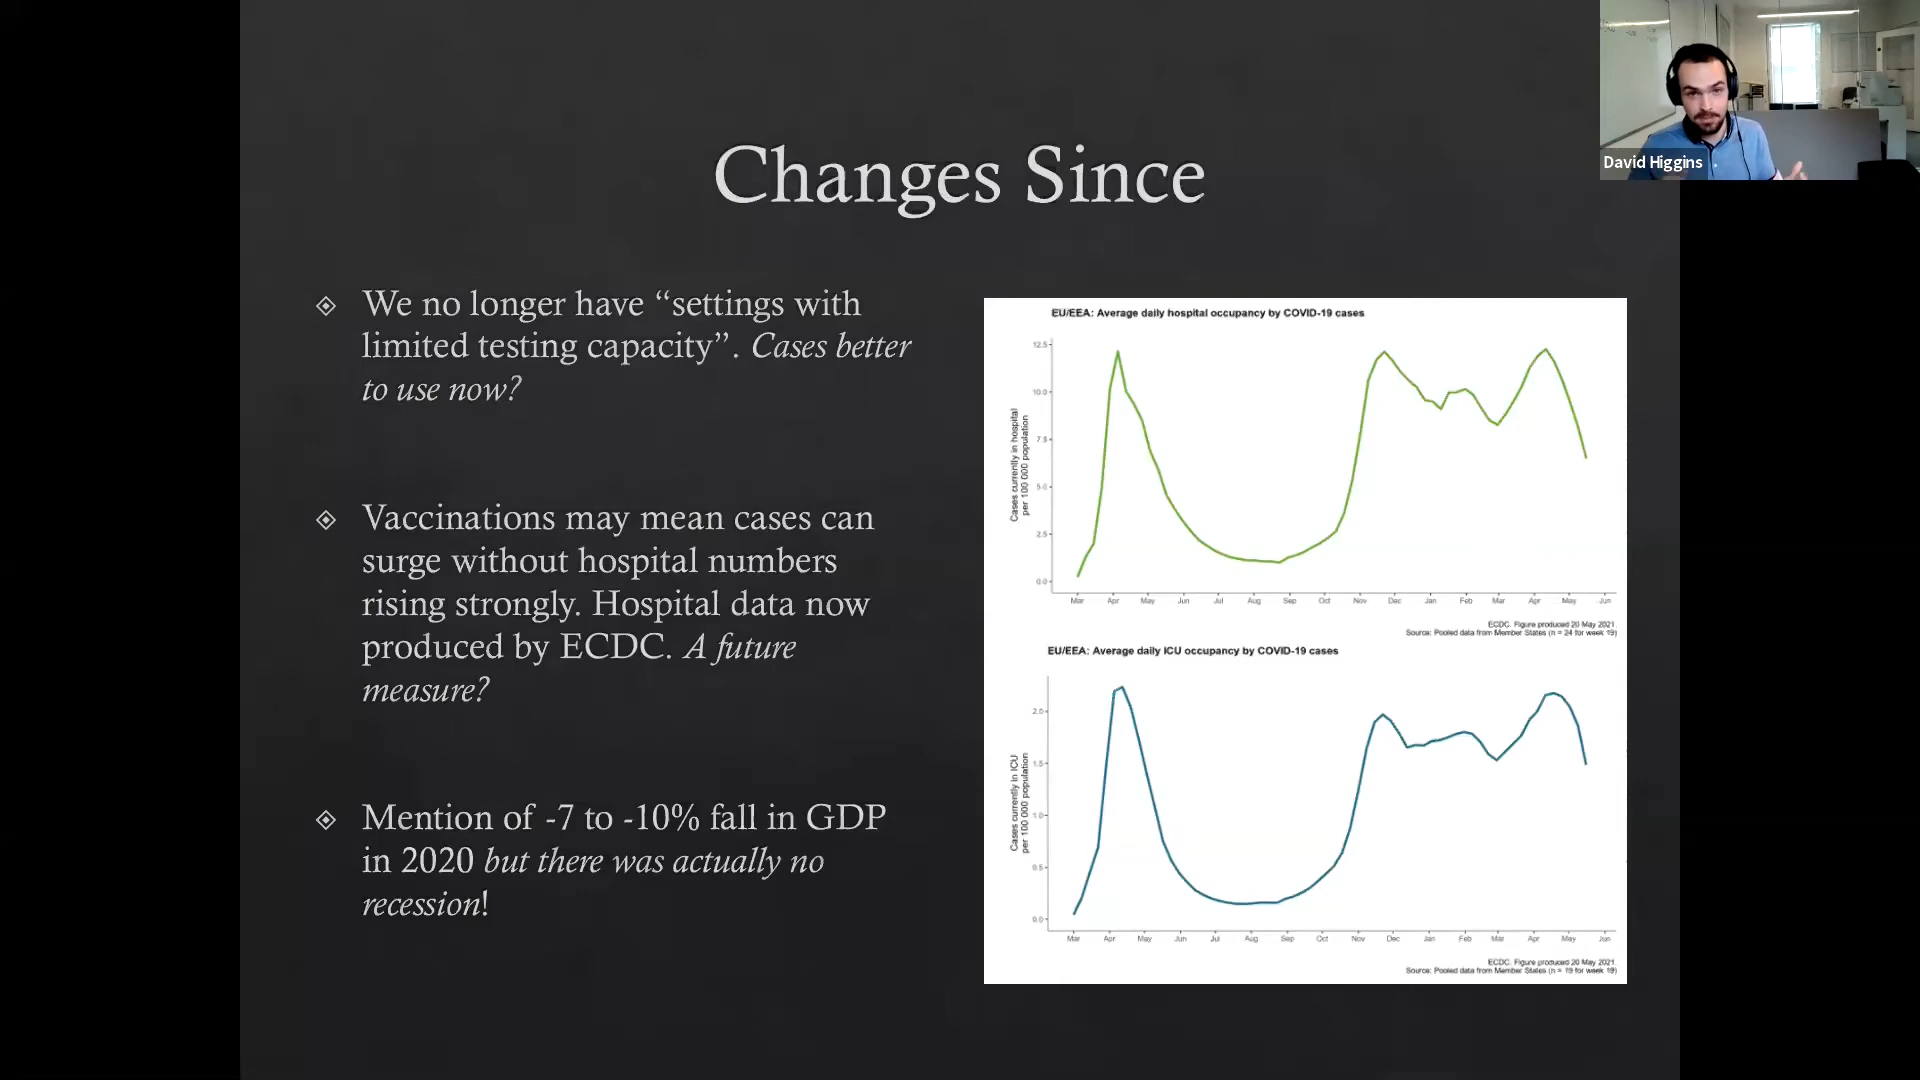 David Higgins
Changes Since
We no longer have “settings with
limited testing capacity”. Cases better
to use now?
Vaccinations may mean cases can
surge without hospital numbers
rising strongly. Hospital data now
produced by ECDC. A future
measure?
Mention of -7 to -10% fall in GDP
in 2020 but there was actually no
recession!
EU/EEA: Average daily hospital occupancy by COVID-19 cases
Cases currently in hospital
per 100 000 population
12.5
10.0
7.5
5.0
2.5
0.0
Mar Apr May Jun Jul Aug Sep Oct Nov Dec Jan Feb Mar Apr May Jun
ECDC. Figure produced 20 May 2021.
Source: Pooled data from Member States (n = 24 for week 19)
EU/EEA: Average daily ICU occupancy by COVID-19 cases
Cases currently in ICU
per 100 000 population
2.0
1.5
1.0
0.5
0.0
Mar Apr May Jun Jul Aug Sep Oct Nov Dec Jan Feb Mar Apr May Jun
ECDC. Figure produced 20 May 2021.
Source: Pooled data from Member States (n = 19 for week 19)